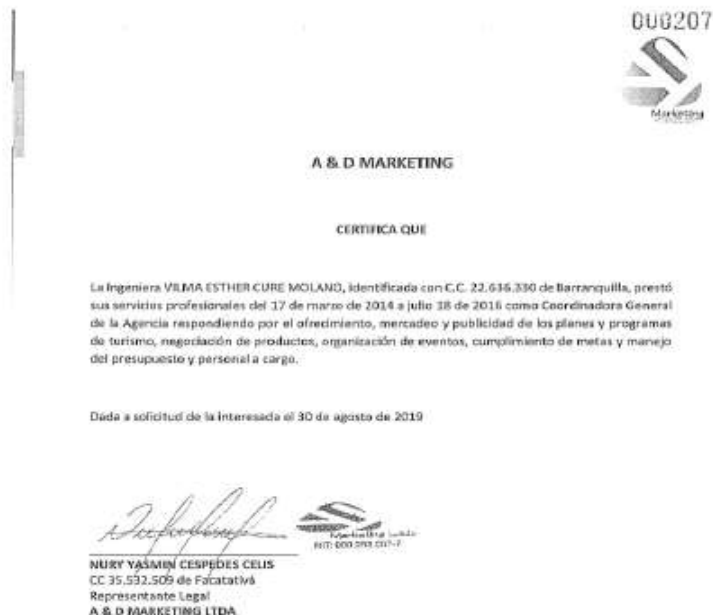 000207
Marketing
A & D MARKETING
CERTIFICA QUE
La Ingeniera VILMA ESTHER CURE MOLANO, identificada con C.C. 22.636.330 de Barranquilla, prestó
sus servicios profesionales del 17 de marzo de 2014 a julio 18 de 2016 como Coordinadora General
de la Agencia respondiendo por el ofrecimiento, mercadeo y publicidad de los planes y programas
de turismo, negociación de productos, organización de eventos, cumplimiento de metas y manejo
del presupuesto y personal a cargo.
Dada a solicitud de la interesada el 30 de agosto de 2019
Marketing Ltda
NIT:
NURY YASMIN CESPEDES CELIS
CC 35.532.509 de Facatativá
Representante Legal
A & D MARKETING LTDA